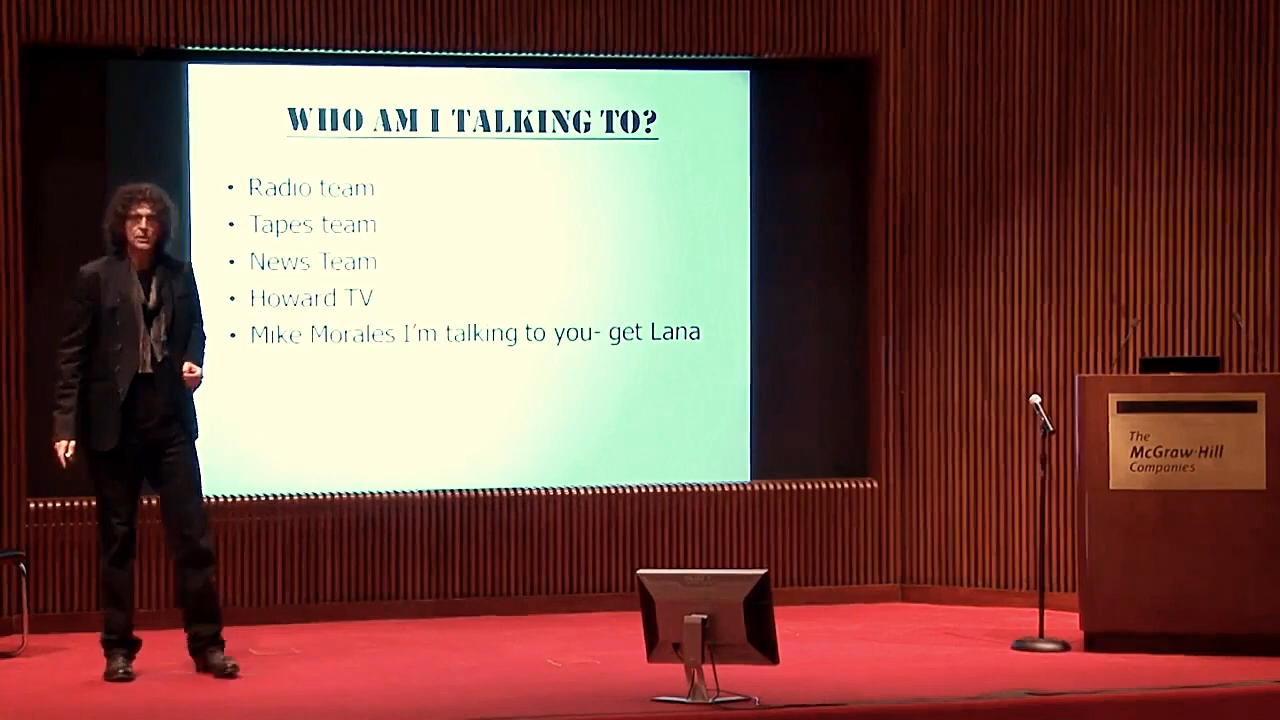 WHO AM I TALKING TO?
• Radio team
• Tapes team
• News Team
• Howard TV
• Mike Morales I'm talking to you- get Lana
The
McGraw·Hill
Companies